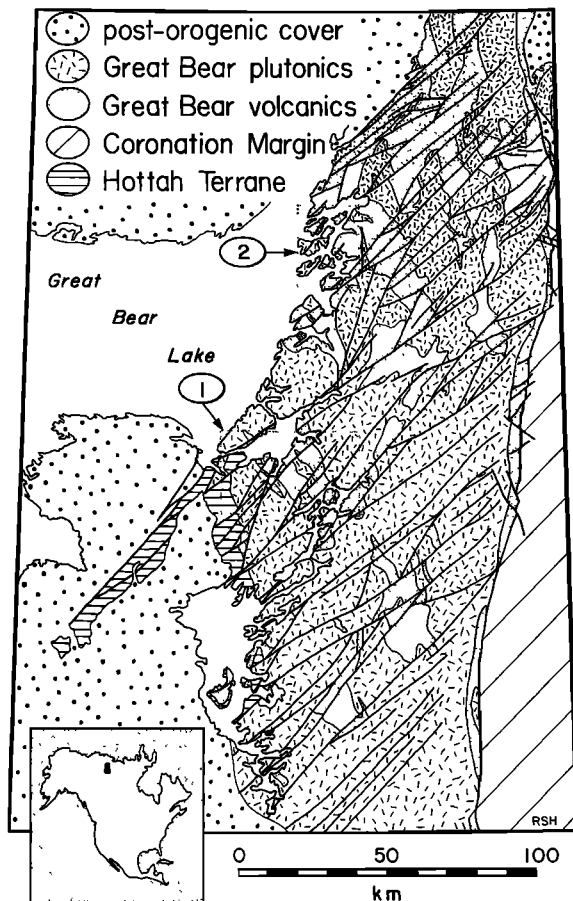 post-orogenic cover
Great Bear plutonics
Great Bear volcanics
Coronation Margin
Hottah Terrane
2
Great
Bear
Lake
1
RSH
0 50 100
km